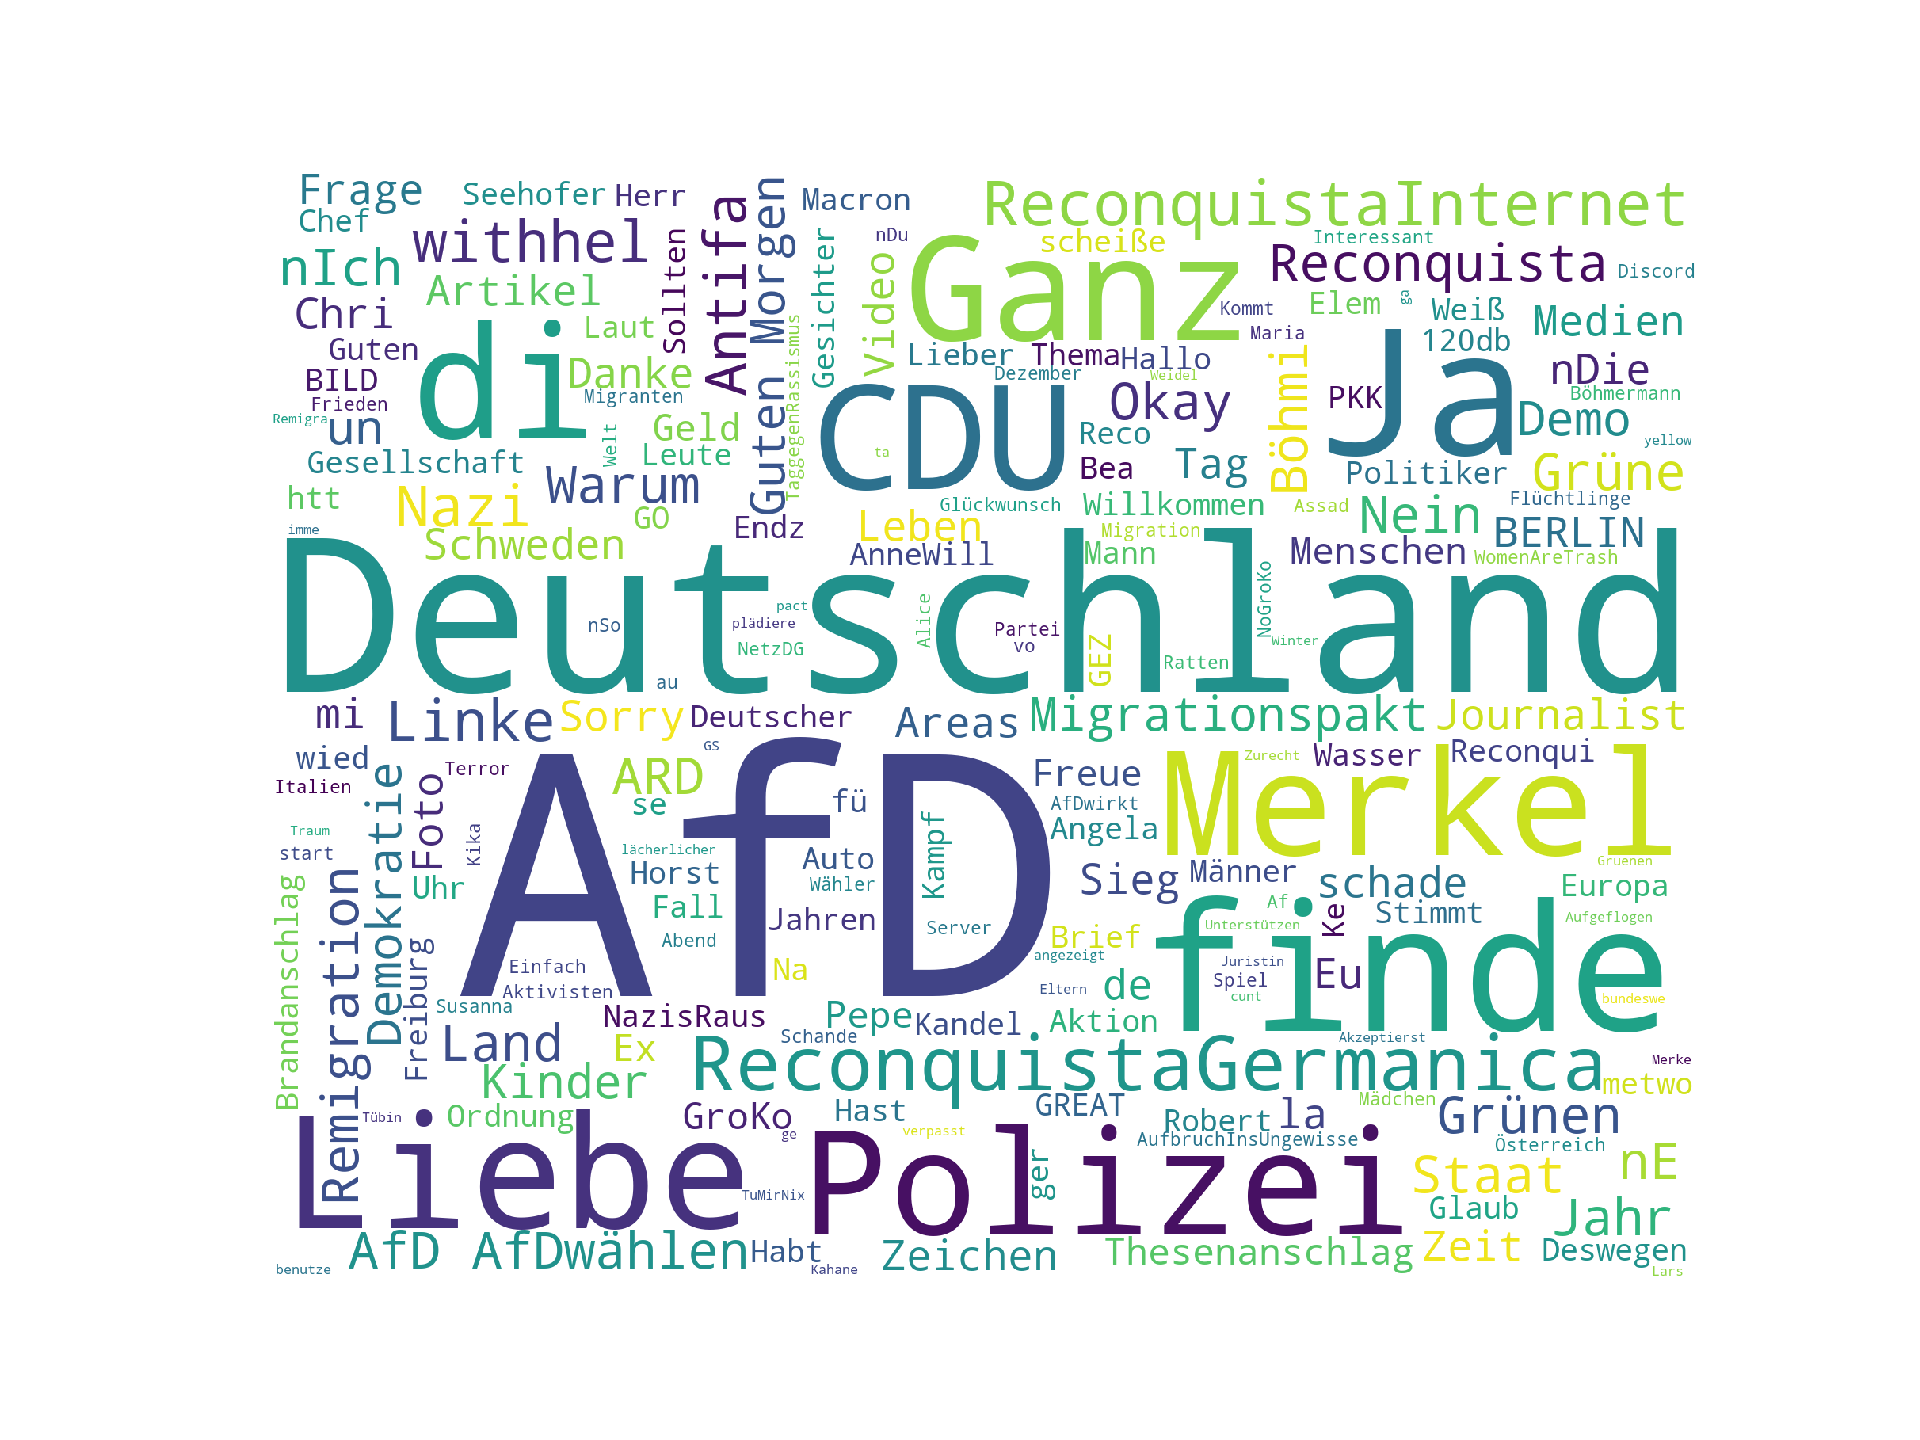 Frage
Seehofer
Herr
Macron
ReconquistaInternet
Chef
withhel
Antifa
Guten Morgen
nDu
scheiße
Interessant
nIch
Artikel
Sollten
Gesichter
Video
Ganz
Reconquista
Discord
Chri
Laut
TaggegenRassismus
Kommt
Elem
ga
Weiß
Medien
Guten
di
Danke
Lieber
Thema
Hallo
Maria
120db
nDie
BILD
Migranten
Dezember
Weidel
Böhmi
PKK
Ja
Böhmermann
Frieden
Remigra
un
Welt
Geld
CDU
Okay
Demo
Gesellschaft
Leute
ta
Reco
yellow
Warum
Bea
Tag
Politiker
Grüne
htt
Nazi
GO
Glückwunsch
Willkommen
Assad
Nein
Flüchtlinge
imme
Schweden
Endz
Leben
Migration
BERLIN
AnneWill
Mann
Menschen
WomenAreTrash
Deutschland
pact
nSo
plädiere
Alice
Partei
NoGroKo
NetzDG
vo
GEZ
Ratten
Winter
au
mi
Linke
Sorry
Deutscher
Areas
Migrationspakt
Journalist
wied
GS
Zurecht
Wasser
Reconqui
Italien
Demokratie
Foto
Terror
ARD
AfD
Freue
Merkel
se
fü
AfDwirkt
Traum
Kika
Kampf
Angela
start
lächerlicher
Auto
Gruenen
Remigration
Uhr
Horst
Wähler
Sieg
Männer
schade
Europa
Brandanschlag
Fall
Jahren
Af
Ke
Stimmt
Aufgeflogen
Freiburg
Abend
Server
Brief
Unterstützen
finde
Einfach
Na
angezeigt
Juristin
Aktivisten
Eltern
de
Spiel
Eu
Susanna
cunt
bundeswe
NazisRaus
Pepe
Kandel
Aktion
Land
Ex
Schande
Akzeptierst
ReconquistaGermanica
Merke
Kinder
metwo
Tübin
Ordnung
GroKo
Hast
GREAT
Robert
la
Mädchen
Grünen
Liebe
ge
verpasst
AufbruchInsUngewisse
Österreich
Polizei
ger
nE
TuMirNix
Staat
Glaub
Jahr
AfD AfDwählen
Habt
Zeichen
Thesenanschlag
Zeit
Deswegen
benutze
Kahane
Lars